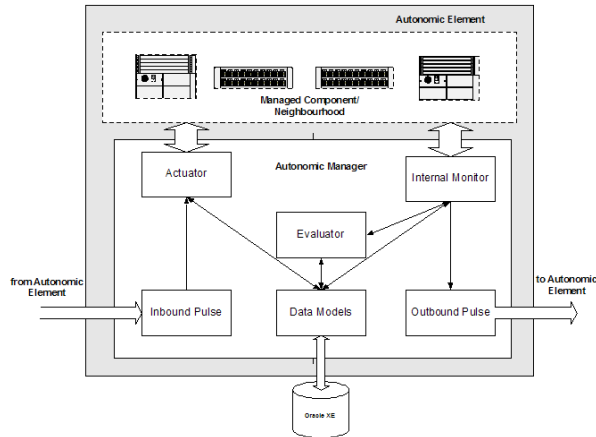 Autonomic Element
Managed Component/
Neighbourhood
Actuator
Autonomic Manager
Internal Monitor
Evaluator
from Autonomic
Element
to Autonomic
Element
Inbound Pulse
Data Models
Outbound Pulse
Oracle XE